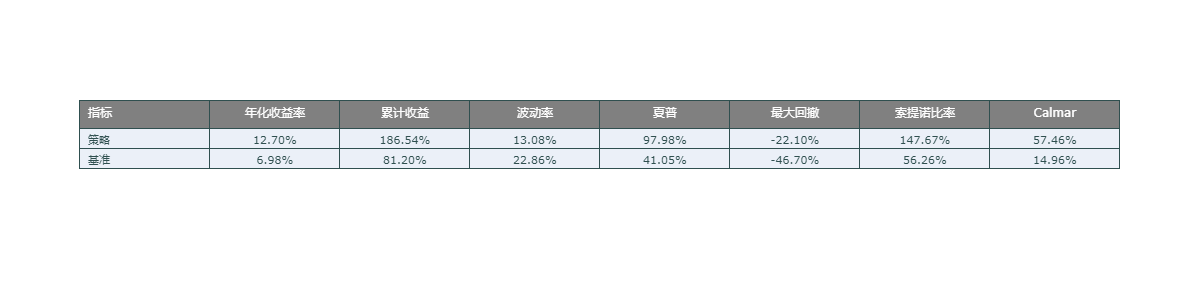 指标 年化收益率 累计收益 波动率 夏普 最大回撤 索提诺比率 Calmar
策略 12.70% 186.54% 13.08% 97.98% -22.10% 147.67% 57.46%
基准 6.98% 81.20% 22.86% 41.05% -46.70% 56.26% 14.96%